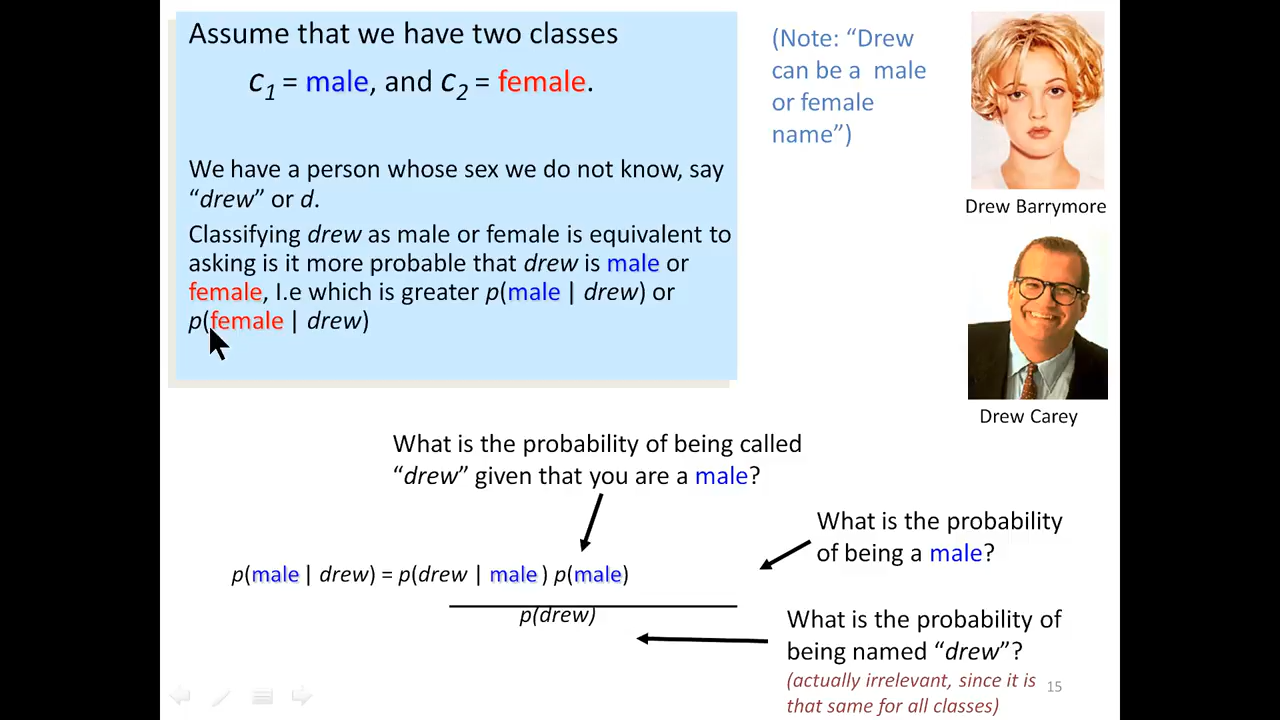 Assume that we have two classes
c1 = male, and c2 = female.
We have a person whose sex we do not know, say
“drew” or d.
Classifying drew as male or female is equivalent to
asking is it more probable that drew is male or
female, I.e which is greater p(male | drew) or
p(female | drew)
(Note: “Drew
can be a male
or female
name”)
Drew Barrymore
Drew Carey
What is the probability of being called
“drew” given that you are a male?
What is the probability
of being a male?
p(male | drew) = p(drew | male ) p(male)
p(drew)
What is the probability of
being named “drew”?
(actually irrelevant, since it is
that same for all classes)
15